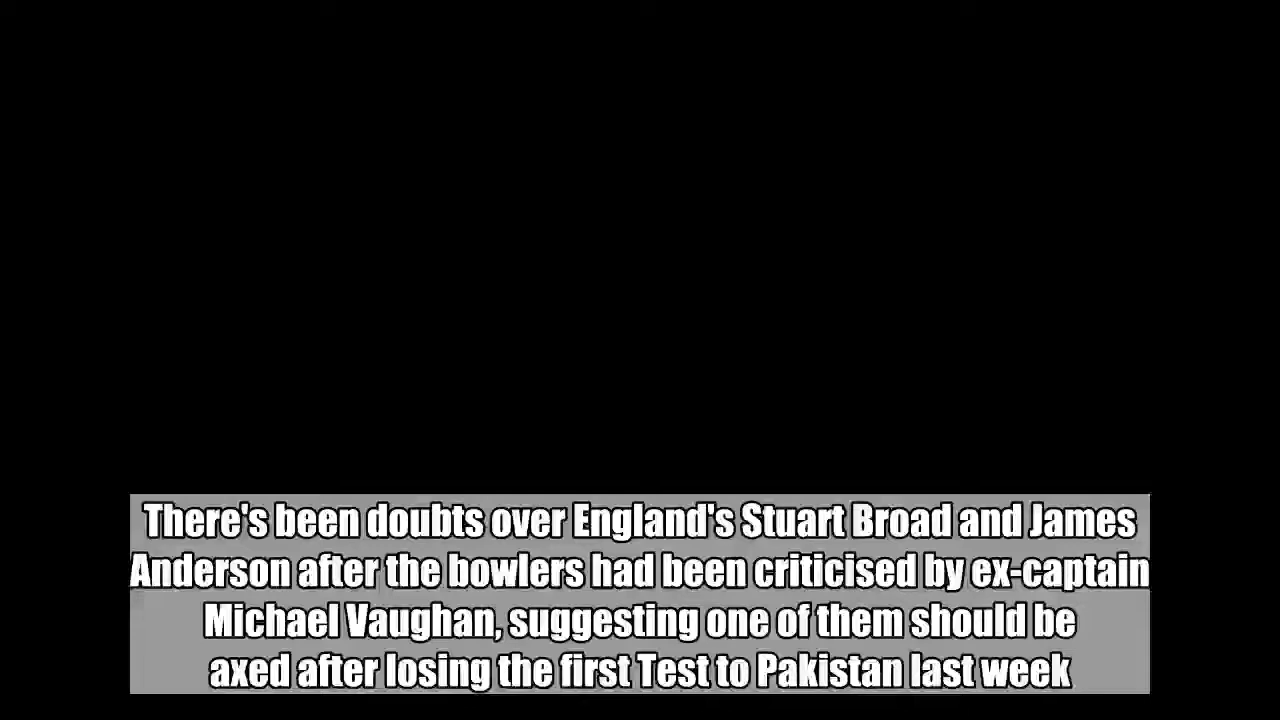 There's been doubts over England's Stuart Broad and James
Anderson after the bowlers had been criticised by ex-captain
Michael Vaughan, suggesting one of them should be
axed after losing the first Test to Pakistan last week